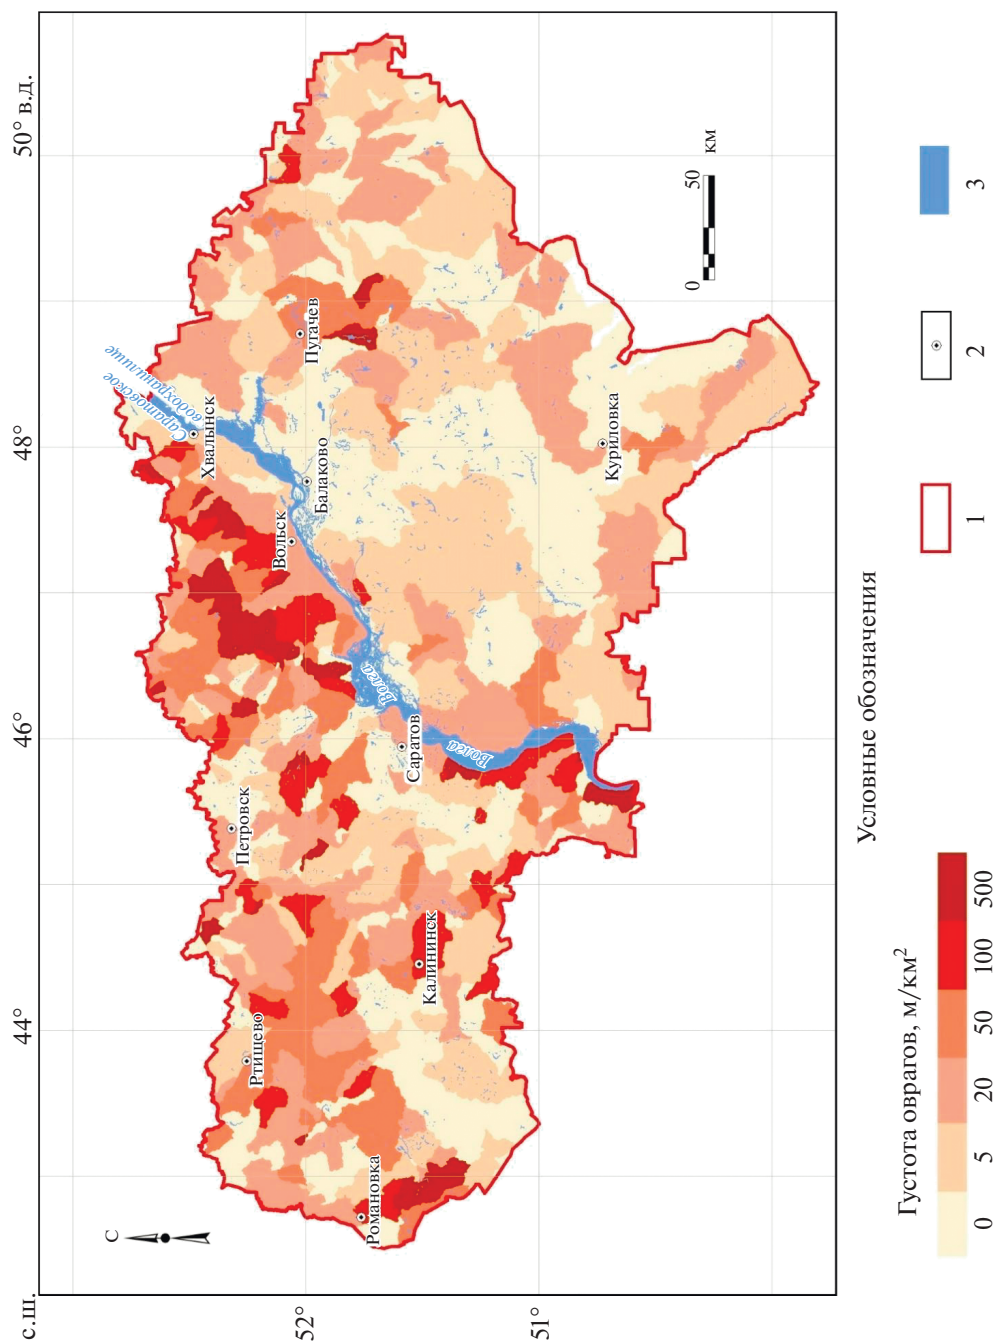 с.ш.
44°
46°
48°
50° в.д.
52°
51°
С
Саратовское
водохранилище
Хвалынск
Пугачев
Балаково
Вольск
Волга
Саратов
Волга
Петровск
Ртищево
Калининск
Романовка
Куриловка
0
50
км
Условные обозначения
Густота оврагов, м/км²
0
5
20
50
100
500
1
2
3